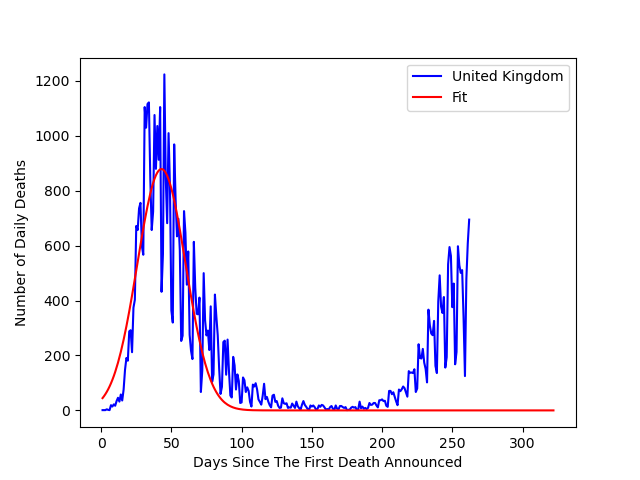 United Kingdom
Fit
Number of Daily Deaths
1200
1000
800
600
400
200
0
0 50 100 150 200 250 300
Days Since The First Death Announced